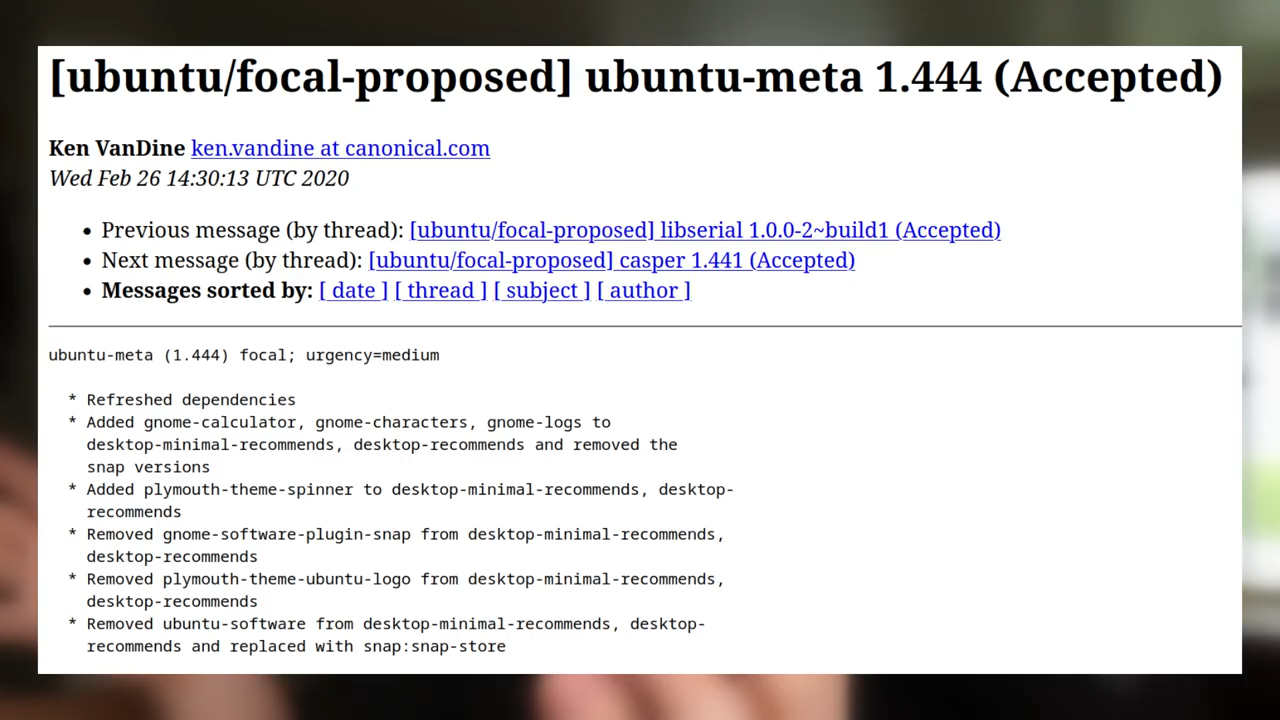 [ubuntu/focal-proposed] ubuntu-meta 1.444 (Accepted)
Ken VanDine ken.vandine at canonical.com
Wed Feb 26 14:30:13 UTC 2020
• Previous message (by thread): [ubuntu/focal-proposed] libserial 1.0.0-2~build1 (Accepted)
• Next message (by thread): [ubuntu/focal-proposed] casper 1.441 (Accepted)
• Messages sorted by: [ date ] [ thread ] [ subject ] [ author ]
ubuntu-meta (1.444) focal; urgency=medium
* Refreshed dependencies
* Added gnome-calculator, gnome-characters, gnome-logs to
desktop-minimal-recommends, desktop-recommends and removed the
snap versions
* Added plymouth-theme-spinner to desktop-minimal-recommends, desktop-
recommends
* Removed gnome-software-plugin-snap from desktop-minimal-recommends,
desktop-recommends
* Removed plymouth-theme-ubuntu-logo from desktop-minimal-recommends,
desktop-recommends
* Removed ubuntu-software from desktop-minimal-recommends, desktop-
recommends and replaced with snap:snap-store